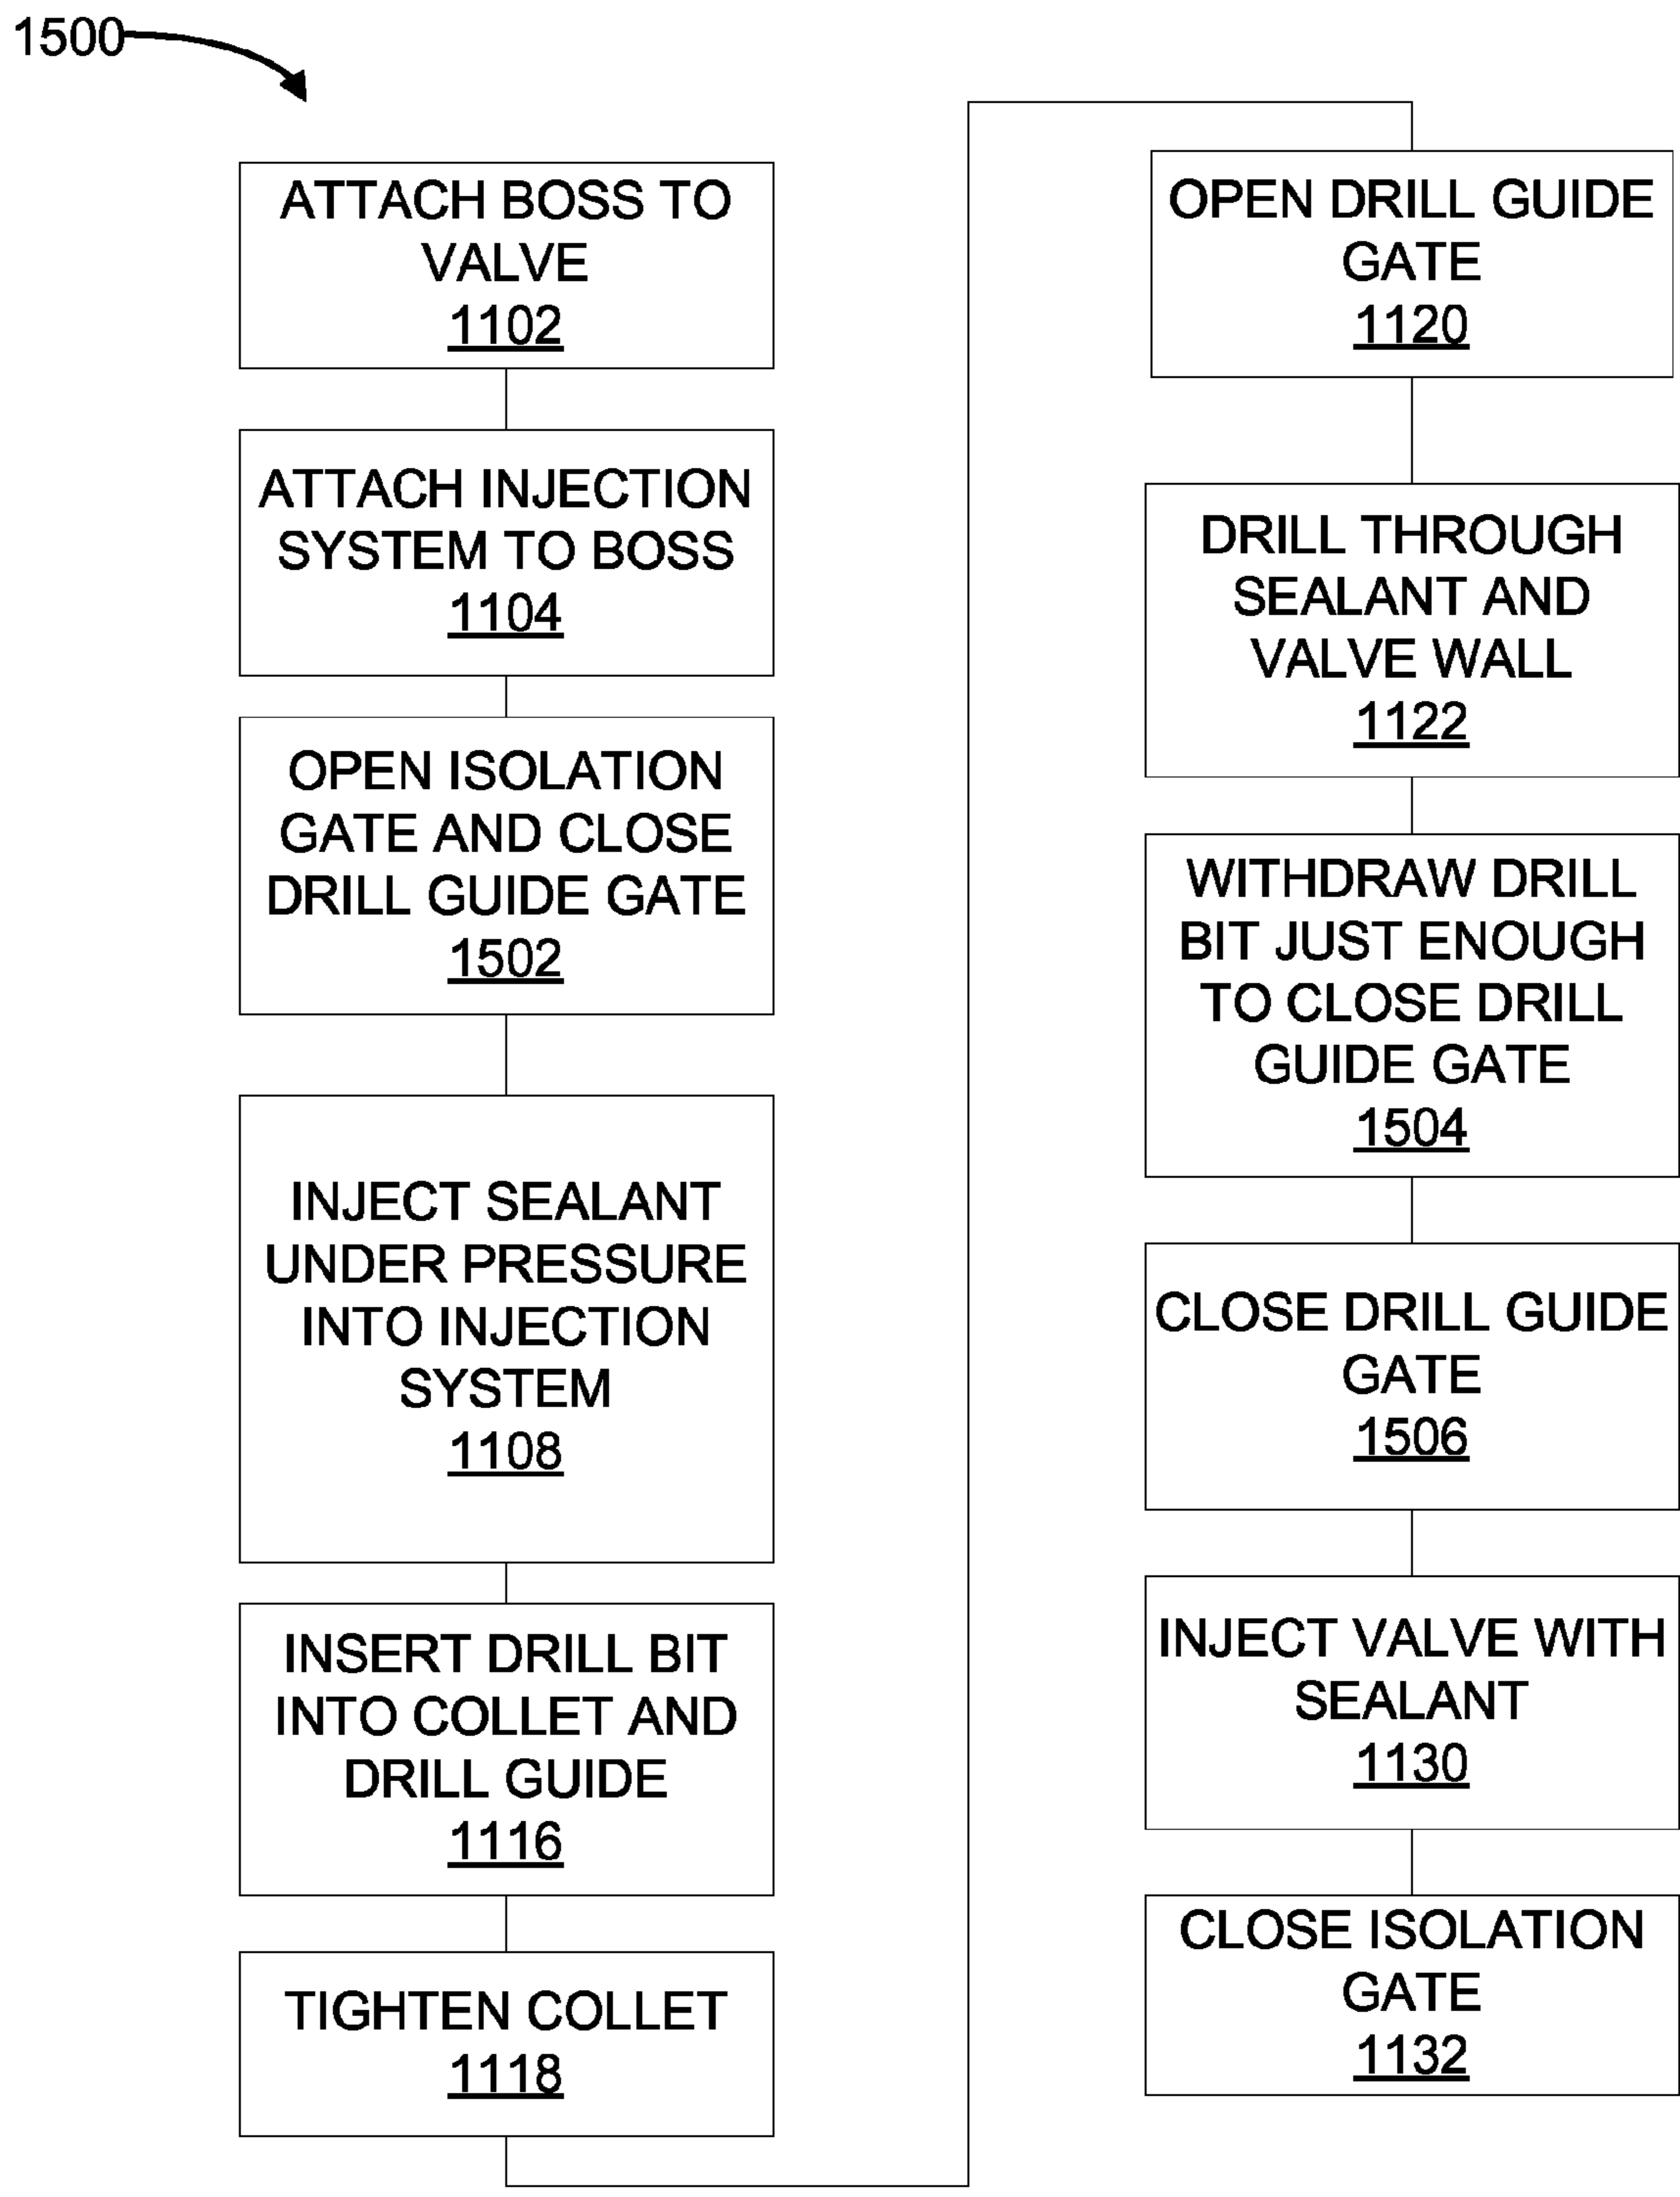 1500
ATTACH BOSS TO
VALVE
1102
ATTACH INJECTION
SYSTEM TO BOSS
1104
OPEN ISOLATION
GATE AND CLOSE
DRILL GUIDE GATE
1502
INJECT SEALANT
UNDER PRESSURE
INTO INJECTION
SYSTEM
1108
INSERT DRILL BIT
INTO COLLET AND
DRILL GUIDE
1116
TIGHTEN COLLET
1118
OPEN DRILL GUIDE
GATE
1120
DRILL THROUGH
SEALANT AND
VALVE WALL
1122
WITHDRAW DRILL
BIT JUST ENOUGH
TO CLOSE DRILL
GUIDE GATE
1504
CLOSE DRILL GUIDE
GATE
1506
INJECT VALVE WITH
SEALANT
1130
CLOSE ISOLATION
GATE
1132